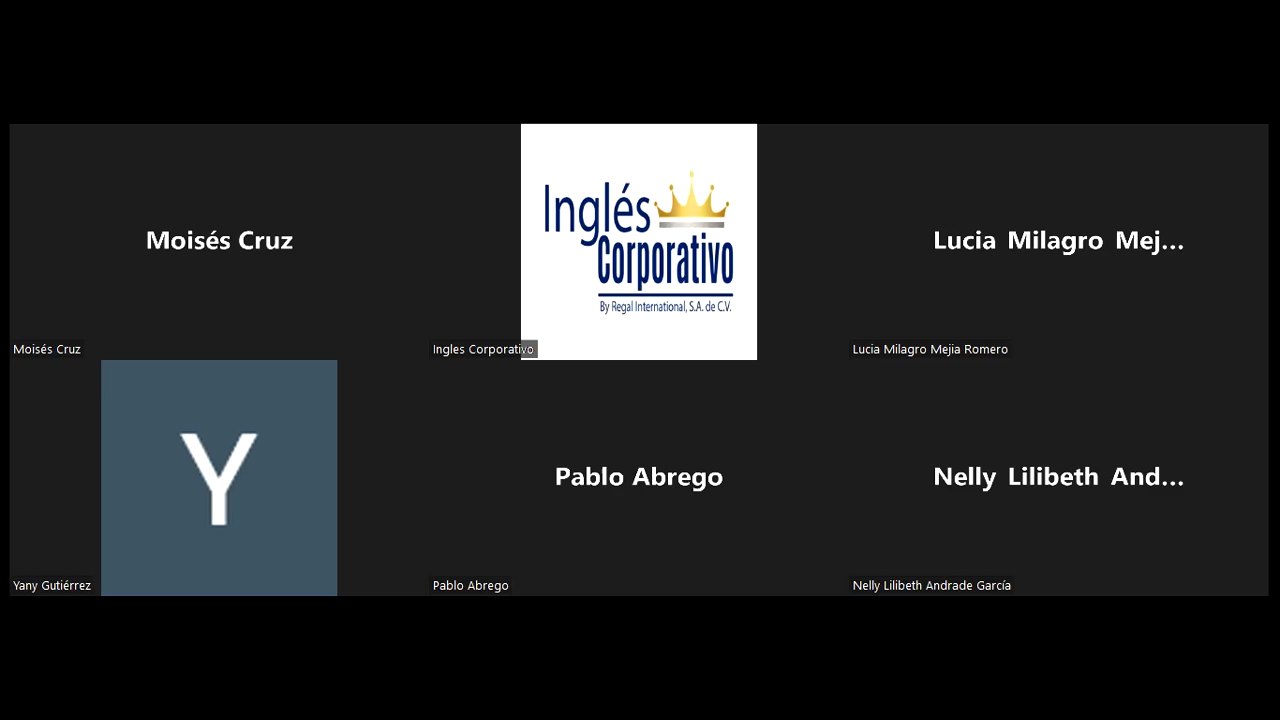 Moisés Cruz
Inglés
Corporativo
By Regal International, S.A. de C.V.
Lucia Milagro Mej...
Moisés Cruz
Ingles Corporativo
Lucia Milagro Mejia Romero
Y
Pablo Abrego
Nelly Lilibeth And...
Yany Gutiérrez
Pablo Abrego
Nelly Lilibeth Andrade García